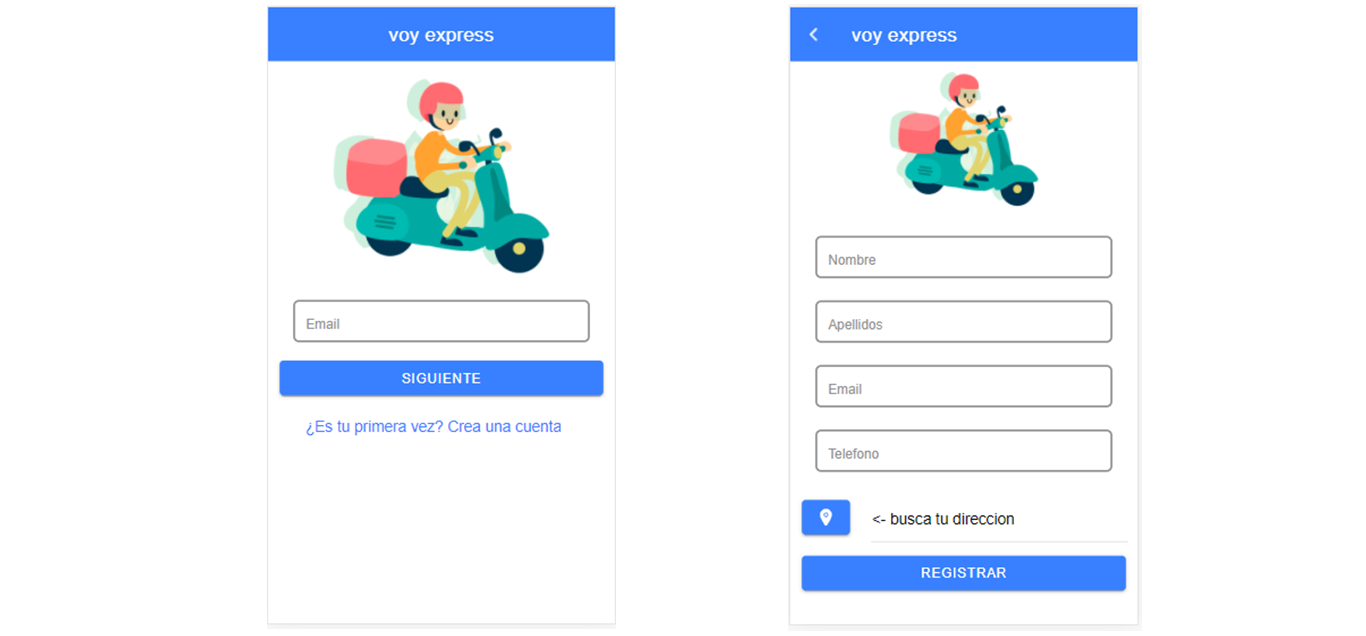 voy express
Email
SIGUIENTE
¿Es tu primera vez? Crea una cuenta
voy express
Nombre
Apellidos
Email
Telefono
<- busca tu direccion
REGISTRAR